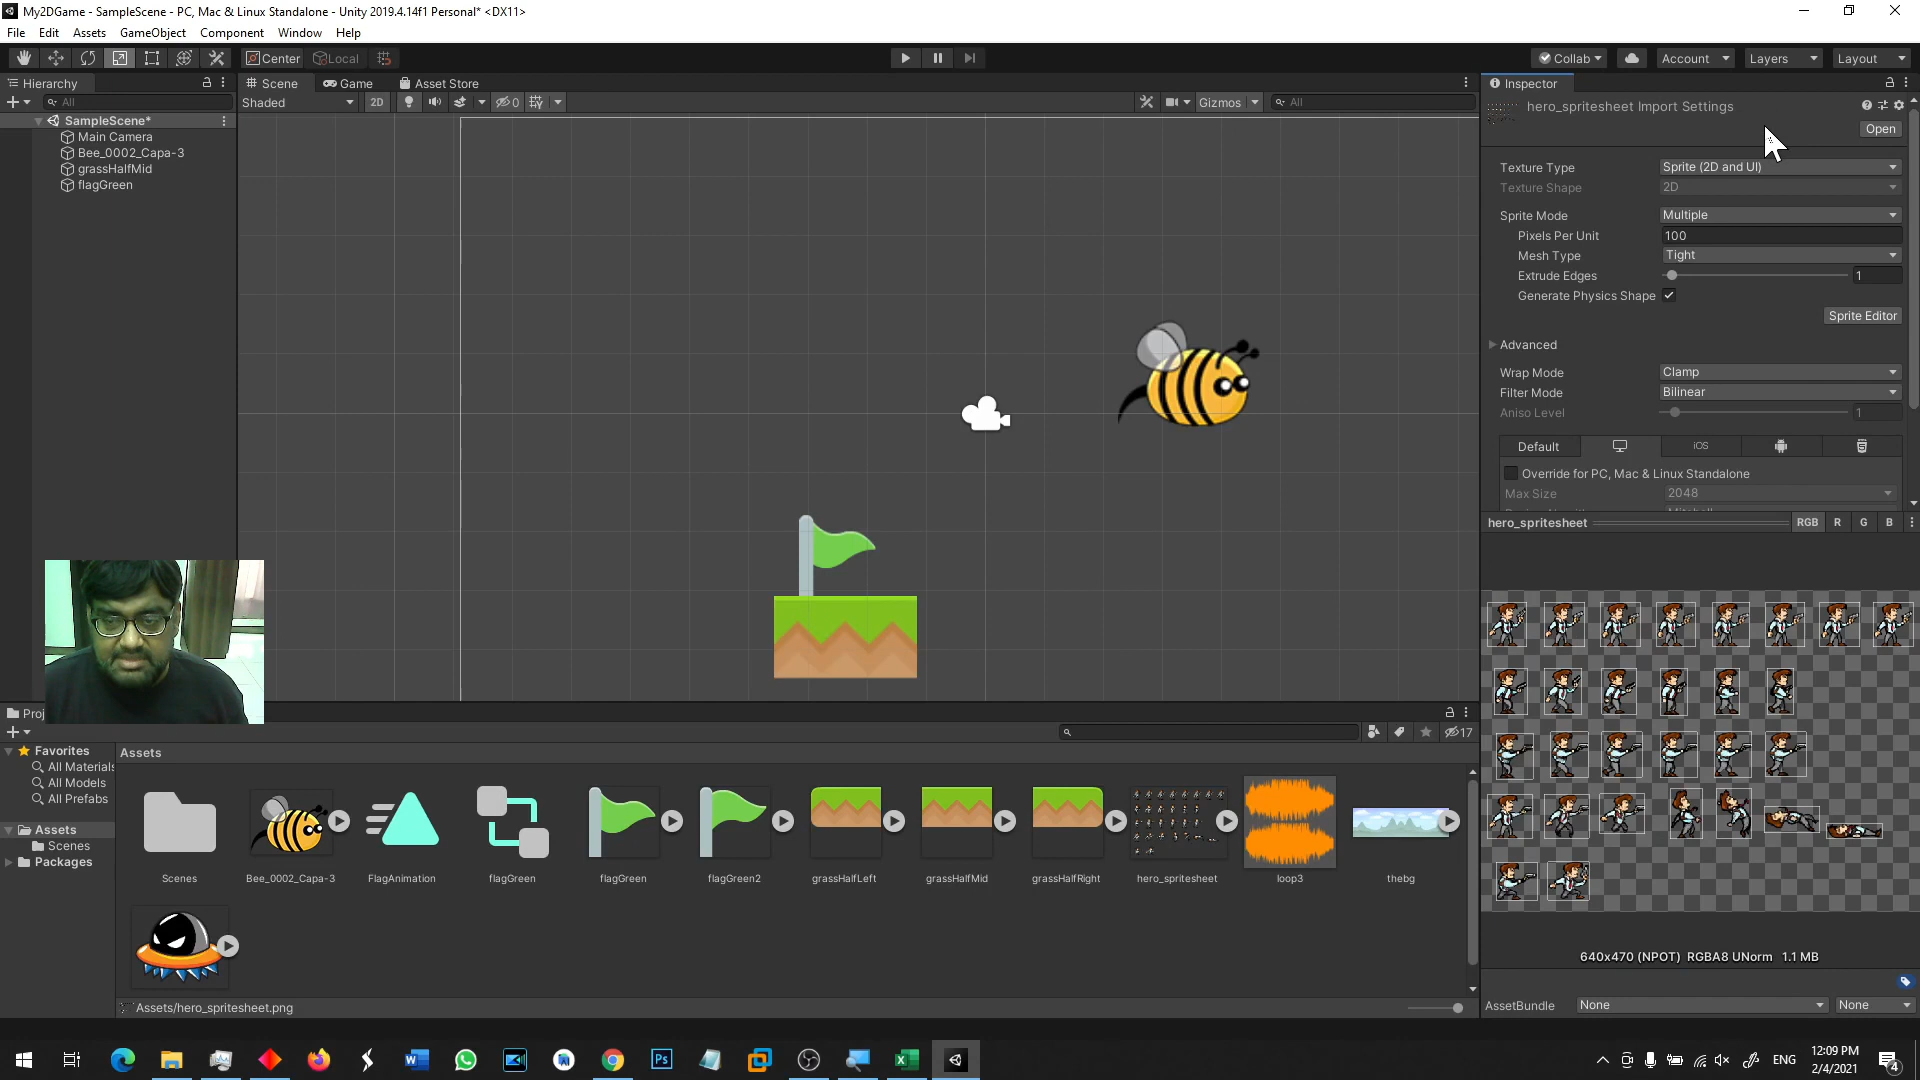 My2DGame - SampleScene - PC, Mac & Linux Standalone - Unity 2019.4.14f1 Personal* <DX11>
File Edit Assets GameObject Component Window Help
Center Local Collab Account Layers Layout
Hierarchy
All
SampleScene*
Main Camera
Bee_0002_Capa-3
grassHalfMid
flagGreen
Scene Game Asset Store
Shaded 2D 0 Gizmos All
Inspector
hero_spritesheet Import Settings
Open
Texture Type Sprite (2D and UI)
Texture Shape 2D
Sprite Mode Multiple
Pixels Per Unit 100
Mesh Type Tight
Extrude Edges 1
Generate Physics Shape
Sprite Editor
Advanced
Wrap Mode Clamp
Filter Mode Bilinear
Aniso Level 1
Default iOS
Override for PC, Mac & Linux Standalone
Max Size 2048
hero_spritesheet RGB R G B
640x470 (NPOT) RGBA8 UNorm 1.1 MB
AssetBundle None None
Proj
17
Favorites
All Materials
All Models
All Prefabs
Assets
Scenes
Packages
Assets
Scenes Bee_0002_Capa-3 FlagAnimation flagGreen flagGreen flagGreen2 grassHalfLeft grassHalfMid grassHalfRight hero_spritesheet loop3 thebg
Assets/hero_spritesheet.png
ENG 12:09 PM
2/4/2021
4